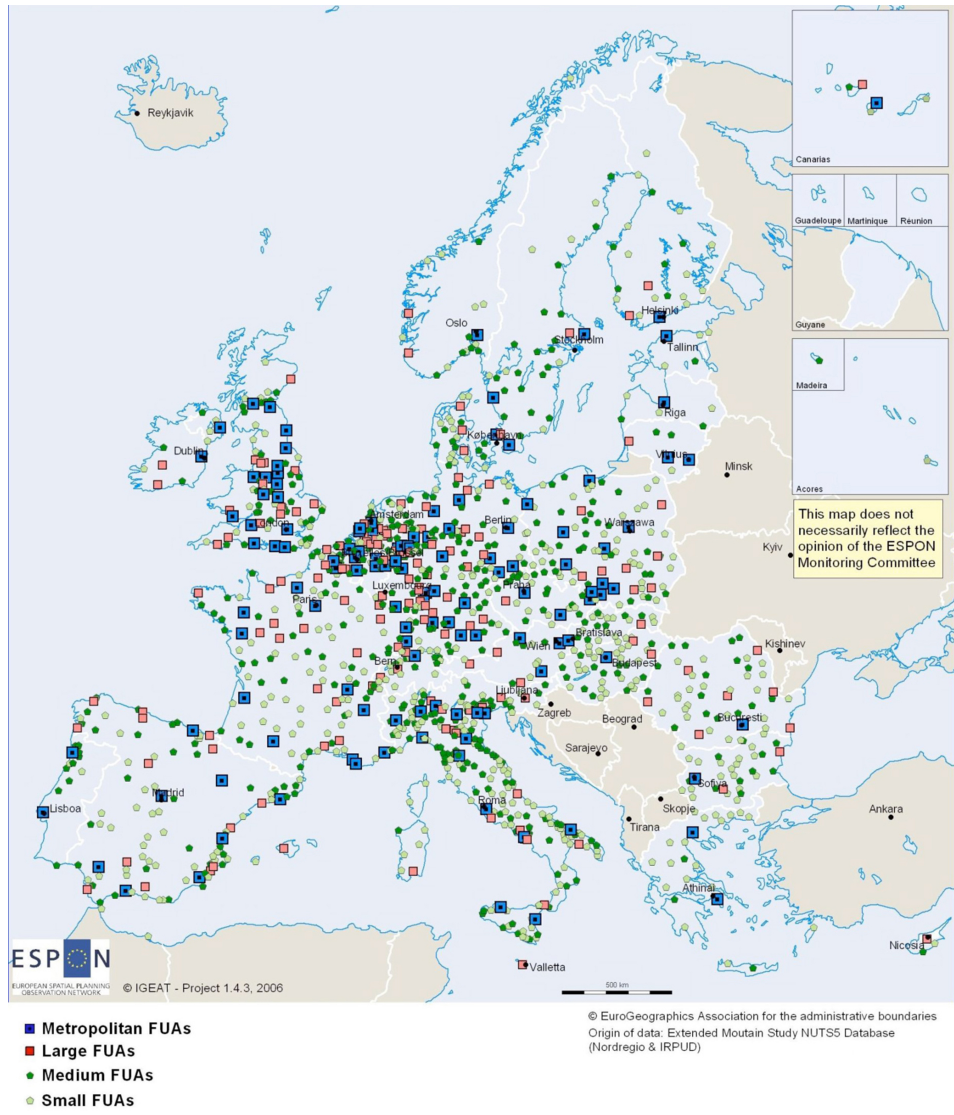 Reykjavik
Canarias
Guadeloupe
Martinique
Réunion
Guyane
Madeira
Acores
This map does not
necessarily reflect the
opinion of the ESPON
Monitoring Committee
Oslo
Helsinki
Stockholm
Tallinn
Riga
København
Vilnius
Minsk
Dublin
London
Amsterdam
Berlin
Warszawa
Kyiv
Luxembourg
Praha
Paris
Wien
Bratislava
Kishinev
Bern
Budapest
Ljubljana
Zagreb
Beograd
Bucuresti
Sarajevo
Madrid
Sofiya
Lisboa
Roma
Skopje
Ankara
Tirana
Athinai
Nicosia
Valletta
ESPON
EUROPEAN SPATIAL PLANNING
OBSERVATION NETWORK
© IGEAT - Project 1.4.3, 2006
500 km
© EuroGeographics Association for the administrative boundaries
Origin of data: Extended Moutain Study NUTS5 Database
(Nordregio & IRPUD)
Metropolitan FUAs
Large FUAs
Medium FUAs
Small FUAs